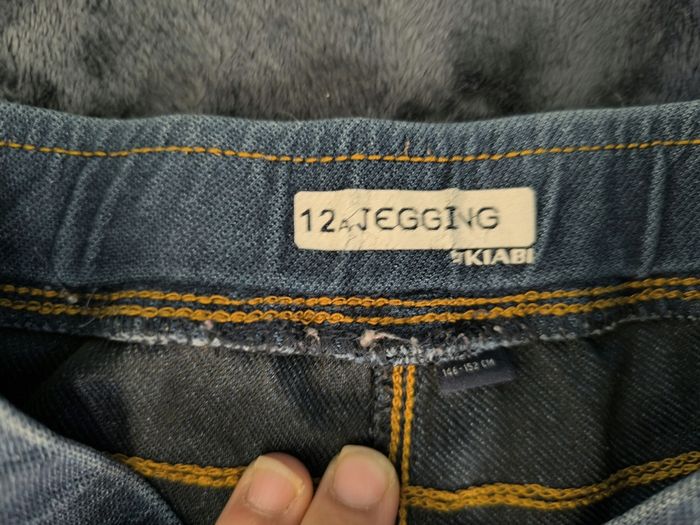 12A JEGGING
KIABI
146-152 CM